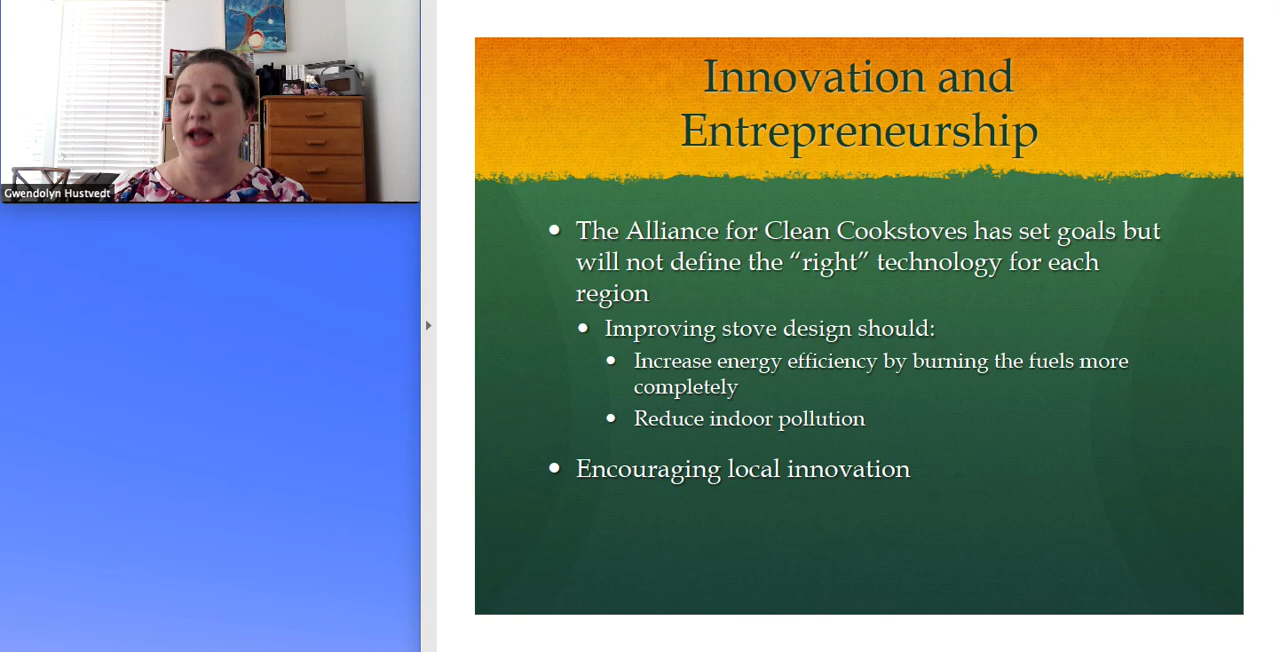 Gwendolyn Hustvedt
Innovation and
Entrepreneurship
• The Alliance for Clean Cookstoves has set goals but
will not define the “right” technology for each
region
• Improving stove design should:
• Increase energy efficiency by burning the fuels more
completely
• Reduce indoor pollution
• Encouraging local innovation